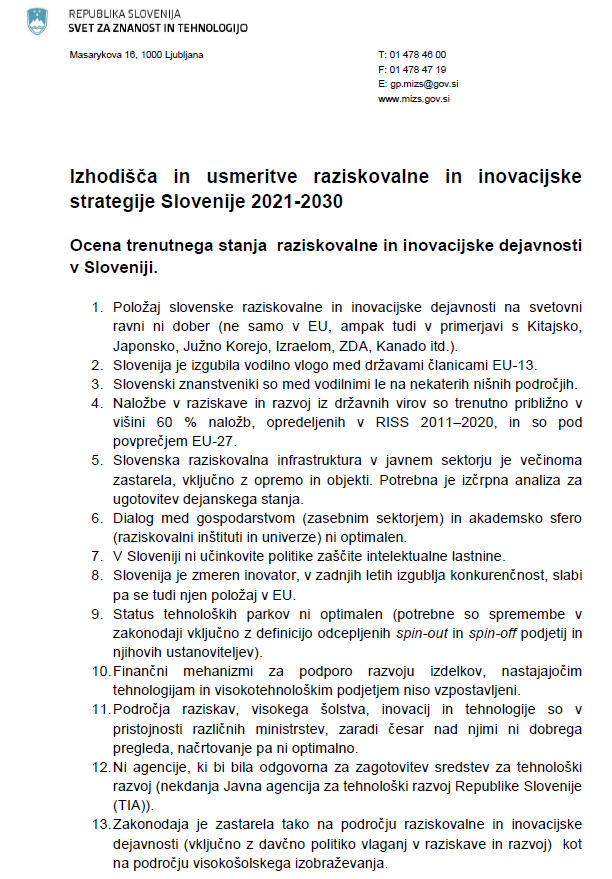 REPUBLIKA SLOVENIJA
SVET ZA ZNANOST IN TEHNOLOGIJO
Masarykova 16, 1000 Ljubljana
T: 01 478 46 00
F: 01 478 47 19
E: gp.mizs@gov.si
www.mizs.gov.si
Izhodišča in usmeritve raziskovalne in inovacijske
strategije Slovenije 2021-2030
Ocena trenutnega stanja raziskovalne in inovacijske dejavnosti
v Sloveniji.
1. Položaj slovenske raziskovalne in inovacijske dejavnosti na svetovni
ravni ni dober (ne samo v EU, ampak tudi v primerjavi s Kitajsko,
Japonsko, Južno Korejo, Izraelom, ZDA, Kanado itd.).
2. Slovenija je izgubila vodilno vlogo med državami članicami EU-13.
3. Slovenski znanstveniki so med vodilnimi le na nekaterih nišnih področjih.
4. Naložbe v raziskave in razvoj iz državnih virov so trenutno približno v
višini 60 % naložb, opredeljenih v RISS 2011–2020, in so pod
povprečjem EU-27.
5. Slovenska raziskovalna infrastruktura v javnem sektorju je večinoma
zastarela, vključno z opremo in objekti. Potrebna je izčrpna analiza za
ugotovitev dejanskega stanja.
6. Dialog med gospodarstvom (zasebnim sektorjem) in akademsko sfero
(raziskovalni inštituti in univerze) ni optimalen.
7. V Sloveniji ni učinkovite politike zaščite intelektualne lastnine.
8. Slovenija je zmeren inovator, v zadnjih letih izgublja konkurenčnost, slabi
pa se tudi njen položaj v EU.
9. Status tehnoloških parkov ni optimalen (potrebne so spremembe v
zakonodaji vključno z definicijo odcepljenih spin-out in spin-off podjetij in
njihovih ustanoviteljev).
10. Finančni mehanizmi za podporo razvoju izdelkov, nastajajočim
tehnologijam in visokotehnološkim podjetjem niso vzpostavljeni.
11. Področja raziskav, visokega šolstva, inovacij in tehnologije so v
pristojnosti različnih ministrstev, zaradi česar nad njimi ni dobrega
pregleda, načrtovanje pa ni optimalno.
12. Ni agencije, ki bi bila odgovorna za zagotovitev sredstev za tehnološki
razvoj (nekdanja Javna agencija za tehnološki razvoj Republike Slovenije
(TIA)).
13. Zakonodaja je zastarela tako na področju raziskovalne in inovacijske
dejavnosti (vključno z davčno politiko vlaganj v raziskave in razvoj) kot
na področju visokošolskega izobraževanja.